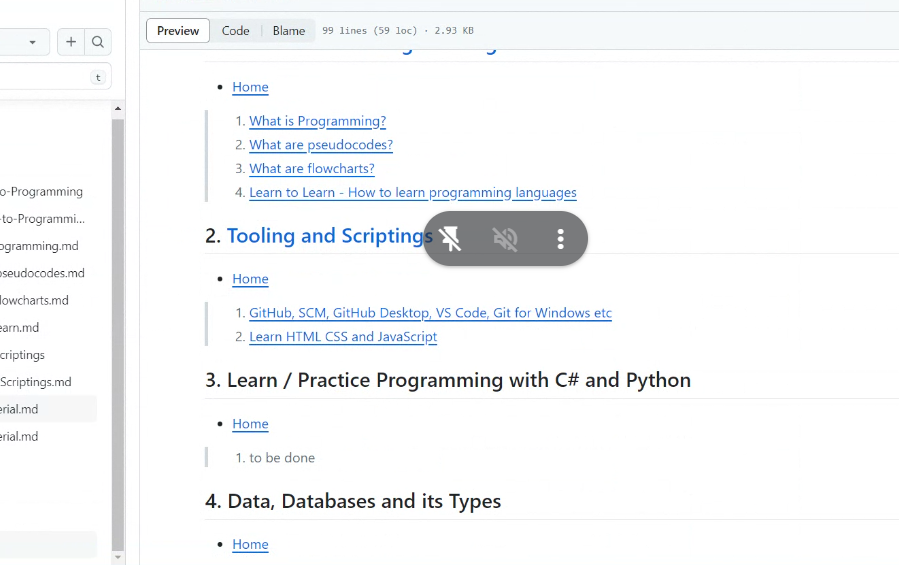 Preview Code Blame 99 lines (59 loc) · 2.93 KB
t
Home
1. What is Programming?
2. What are pseudocodes?
3. What are flowcharts?
4. Learn to Learn - How to learn programming languages
2. Tooling and Scriptings
Home
1. GitHub, SCM, GitHub Desktop, VS Code, Git for Windows etc
2. Learn HTML CSS and JavaScript
3. Learn / Practice Programming with C# and Python
Home
1. to be done
4. Data, Databases and its Types
Home
o-Programming
-to-Programmi...
ogramming.md
pseudocodes.md
lowcharts.md
earn.md
criptings
Scriptings.md
erial.md
erial.md